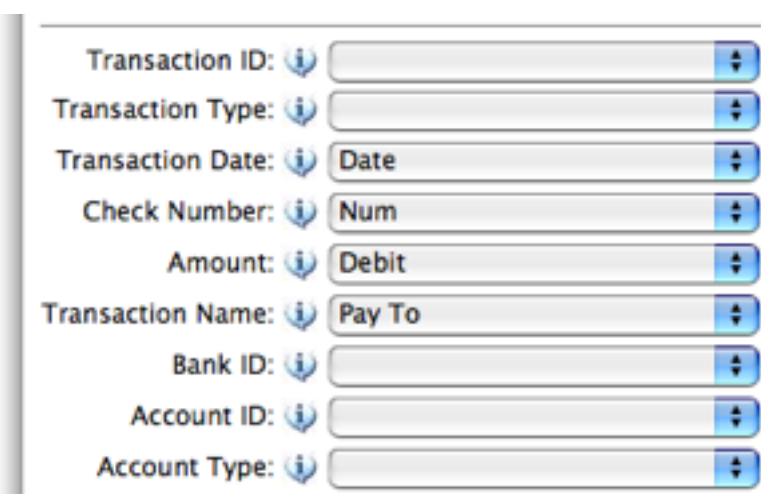 Transaction ID:
Transaction Type:
Transaction Date: Date
Check Number: Num
Amount: Debit
Transaction Name: Pay To
Bank ID:
Account ID:
Account Type: